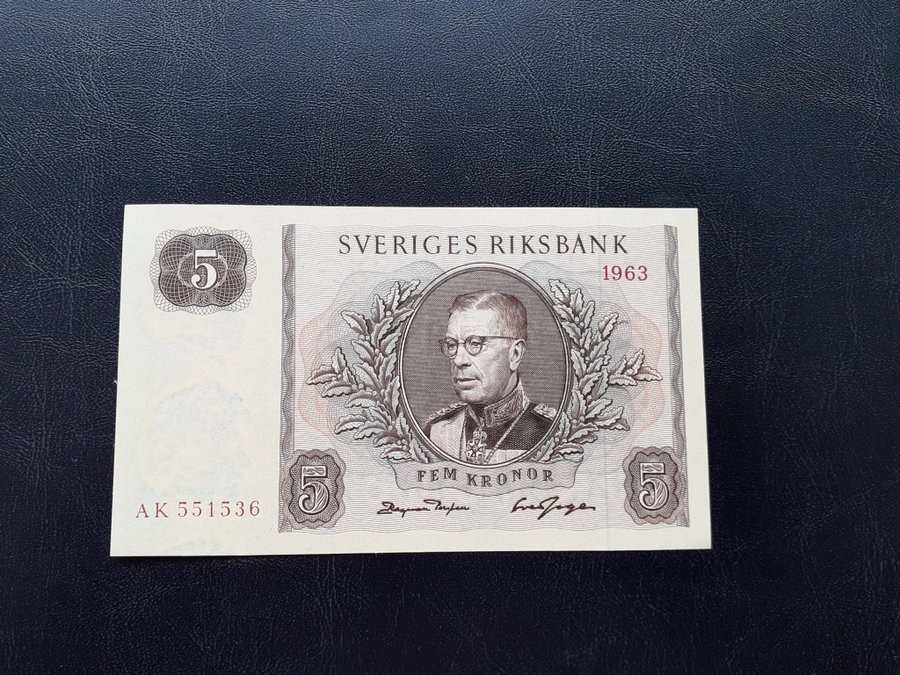 5
SVERIGES RIKSBANK
1963
FEM KRONOR
5 5
AK 551536